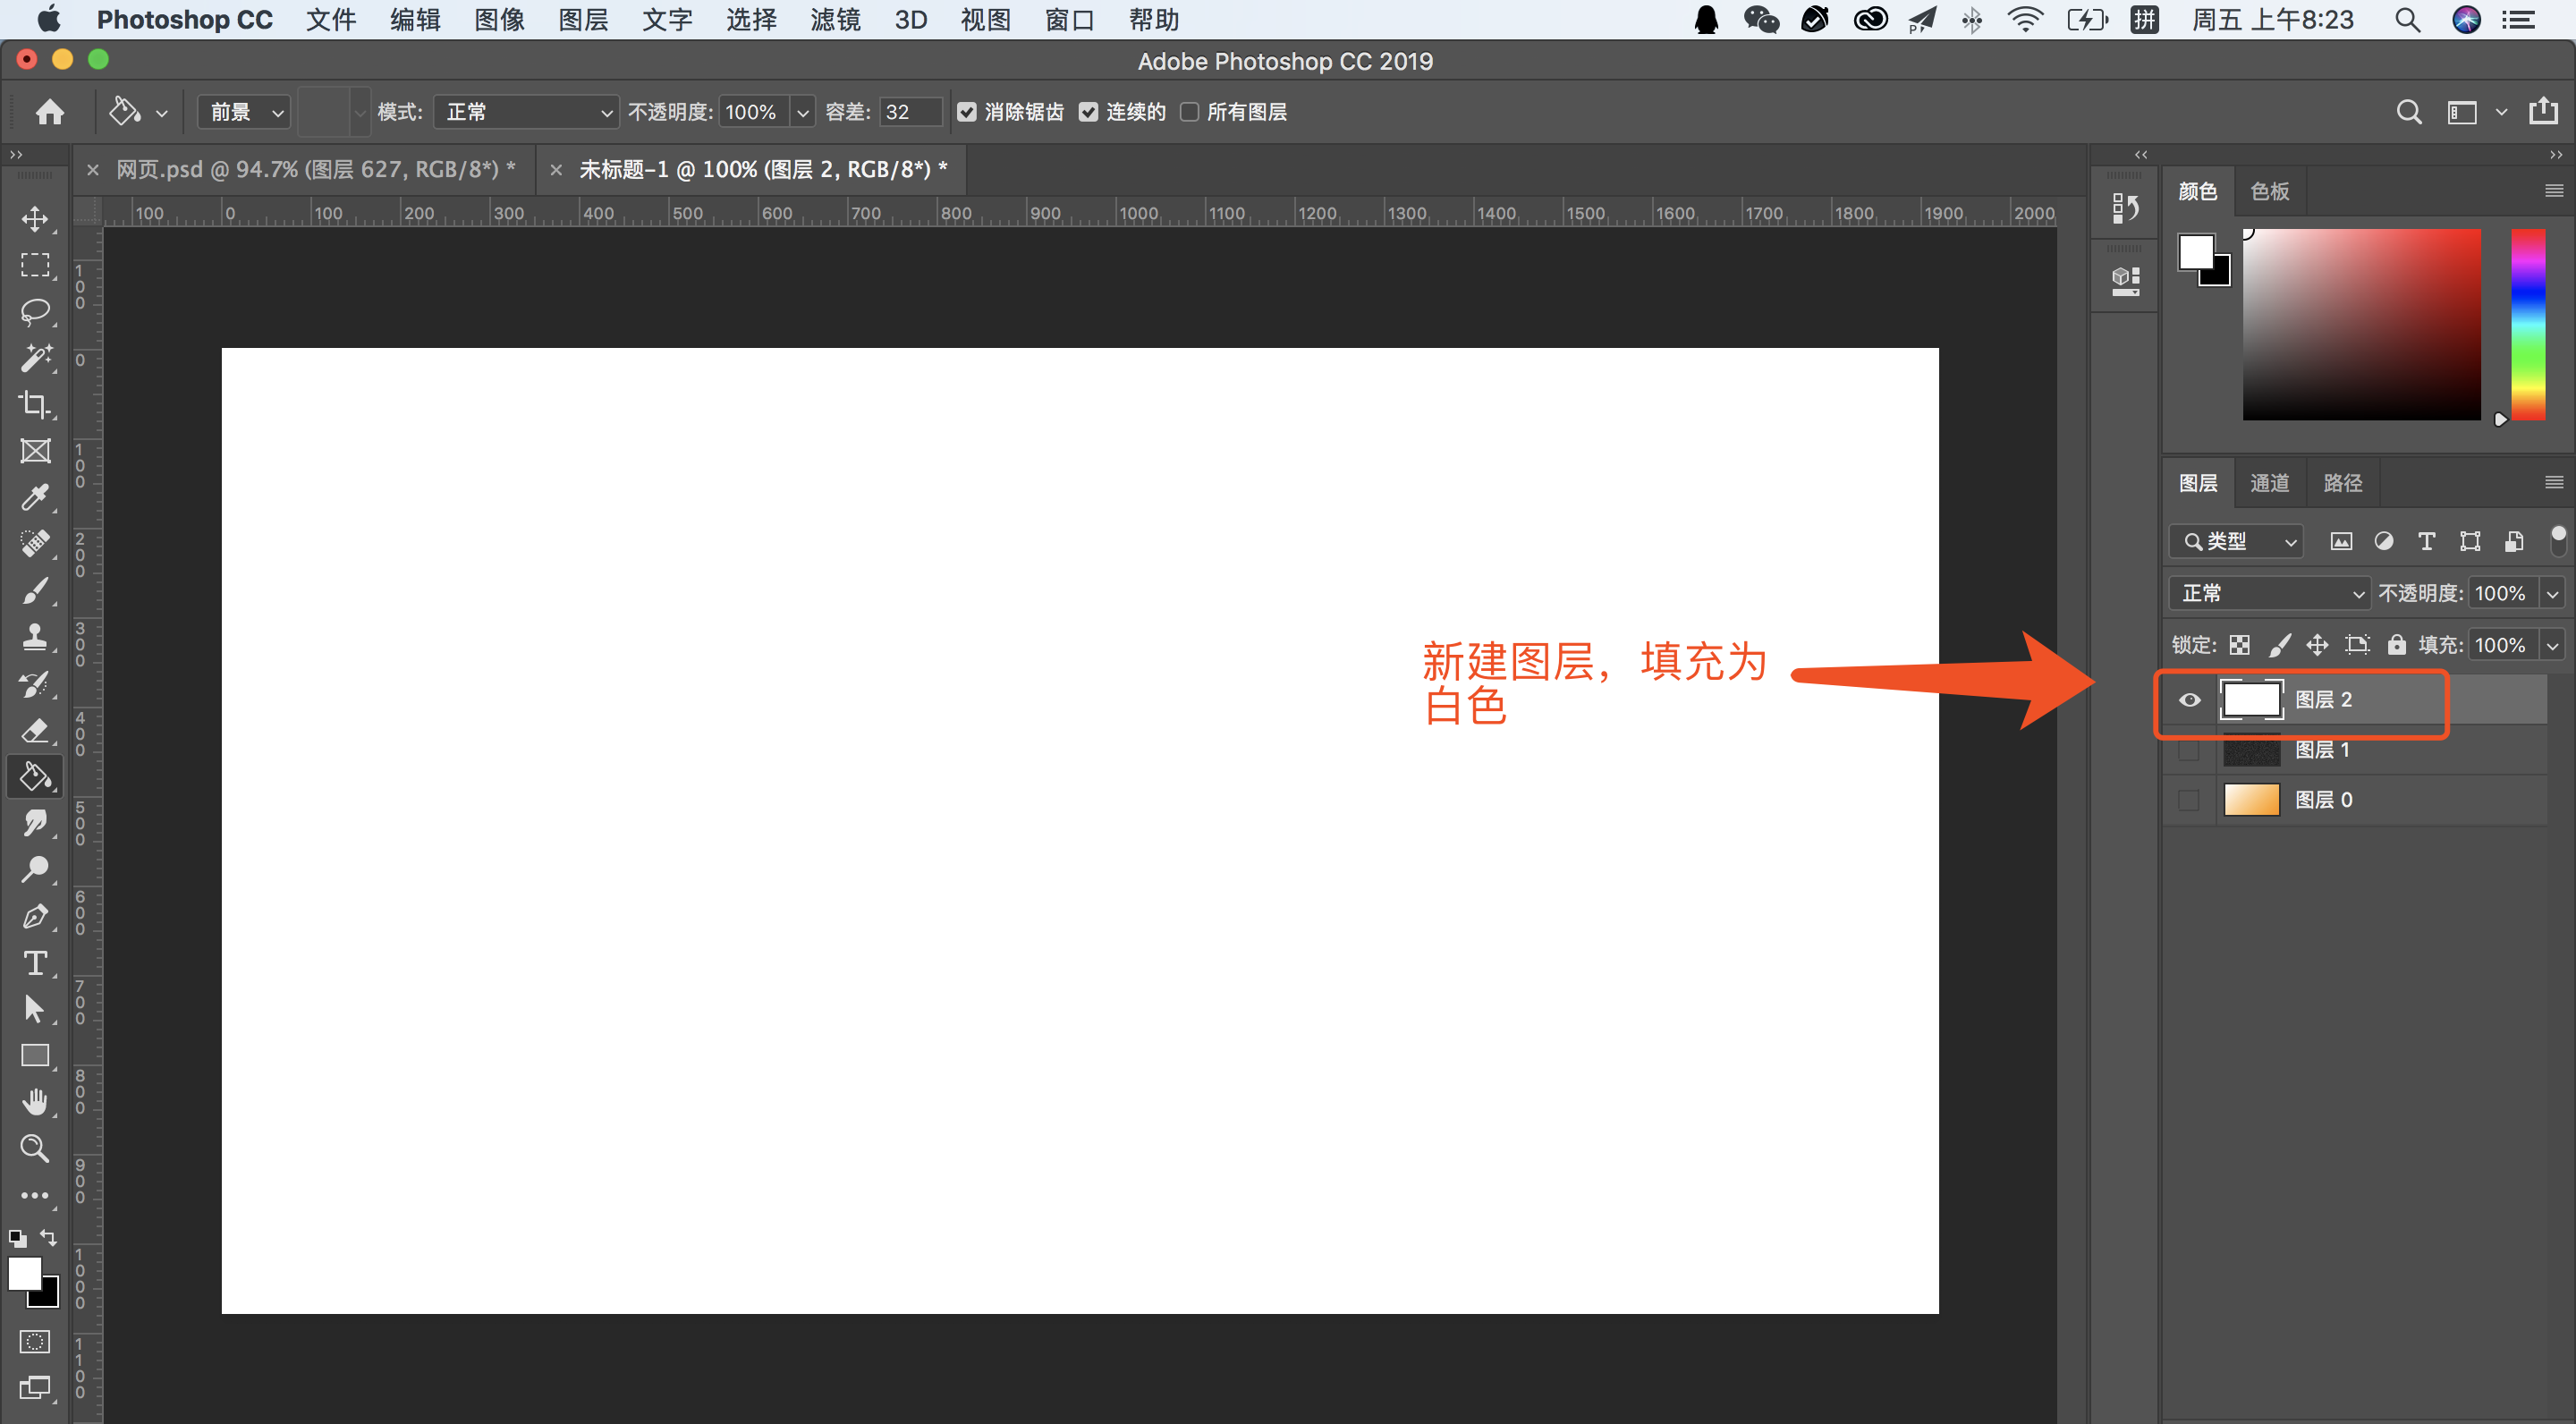 Photoshop CC 文件 编辑 图像 图层 文字 选择 滤镜 3D 视图 窗口 帮助 拼 周五 上午8:23
Adobe Photoshop CC 2019
前景 模式: 正常 不透明度: 100% 容差: 32 消除锯齿 连续的 所有图层
× 网页.psd @ 94.7% (图层 627, RGB/8*) * × 未标题-1 @ 100% (图层 2, RGB/8*) *
100 0 100 200 300 400 500 600 700 800 900 1000 1100 1200 1300 1400 1500 1600 1700 1800 1900 2000
100
0
100
200
300
400
500
600
700
800
900
1000
1100
颜色 色板
图层 通道 路径
类型
正常 不透明度: 100%
锁定: 填充: 100%
图层 2
图层 1
图层 0
新建图层，填充为
白色